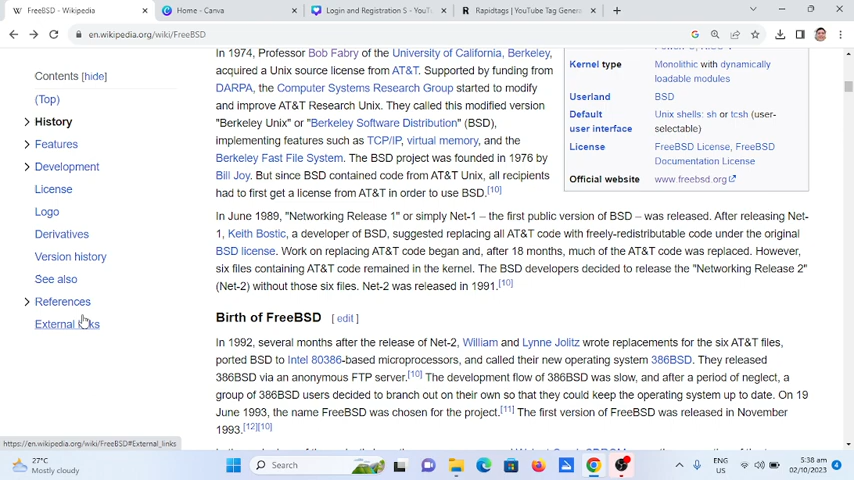 FreeBSD - Wikipedia
Home - Canva
Login and Registration S - YouT
Rapidtags | YouTube Tag Genera
en.wikipedia.org/wiki/FreeBSD
Contents [hide]
(Top)
History
Features
Development
License
Logo
Derivatives
Version history
See also
References
External links
In 1974, Professor Bob Fabry of the University of California, Berkeley,
acquired a Unix source license from AT&T. Supported by funding from
DARPA, the Computer Systems Research Group started to modify
and improve AT&T Research Unix. They called this modified version
"Berkeley Unix" or "Berkeley Software Distribution" (BSD),
implementing features such as TCP/IP, virtual memory, and the
Berkeley Fast File System. The BSD project was founded in 1976 by
Bill Joy. But since BSD contained code from AT&T Unix, all recipients
had to first get a license from AT&T in order to use BSD.[10]
Kernel type
Monolithic with dynamically
loadable modules
Userland
BSD
Default
user interface
Unix shells: sh or tcsh (user-
selectable)
License
FreeBSD License, FreeBSD
Documentation License
Official website
www.freebsd.org
In June 1989, "Networking Release 1" or simply Net-1 – the first public version of BSD – was released. After releasing Net-
1, Keith Bostic, a developer of BSD, suggested replacing all AT&T code with freely-redistributable code under the original
BSD license. Work on replacing AT&T code began and, after 18 months, much of the AT&T code was replaced. However,
six files containing AT&T code remained in the kernel. The BSD developers decided to release the "Networking Release 2"
(Net-2) without those six files. Net-2 was released in 1991.[10]
Birth of FreeBSD [ edit ]
In 1992, several months after the release of Net-2, William and Lynne Jolitz wrote replacements for the six AT&T files,
ported BSD to Intel 80386-based microprocessors, and called their new operating system 386BSD. They released
386BSD via an anonymous FTP server.[10] The development flow of 386BSD was slow, and after a period of neglect, a
group of 386BSD users decided to branch out on their own so that they could keep the operating system up to date. On 19
June 1993, the name FreeBSD was chosen for the project.[11] The first version of FreeBSD was released in November
1993.[12][10]
https://en.wikipedia.org/wiki/FreeBSD#External_links
27°C
Mostly cloudy
Search
ENG
US
5:38 am
02/10/2023